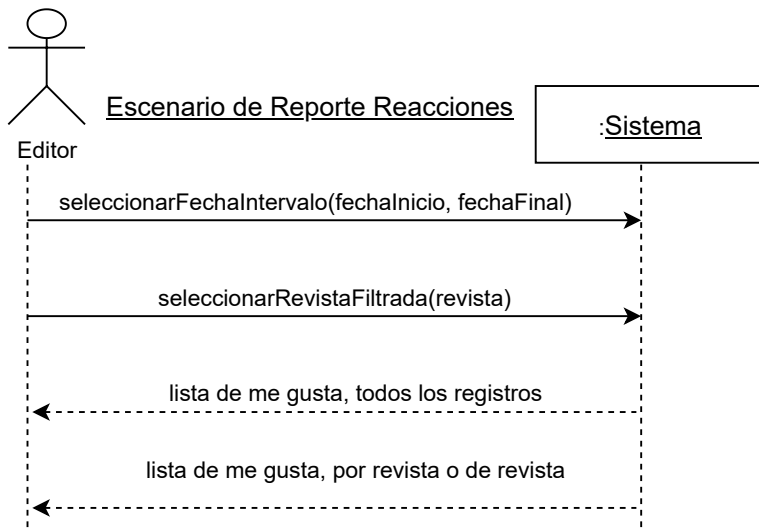 Escenario de Reporte Reacciones
:Sistema
Editor
seleccionarFechaIntervalo(fechaInicio, fechaFinal)
seleccionarRevistaFiltrada(revista)
lista de me gusta, todos los registros
lista de me gusta, por revista o de revista